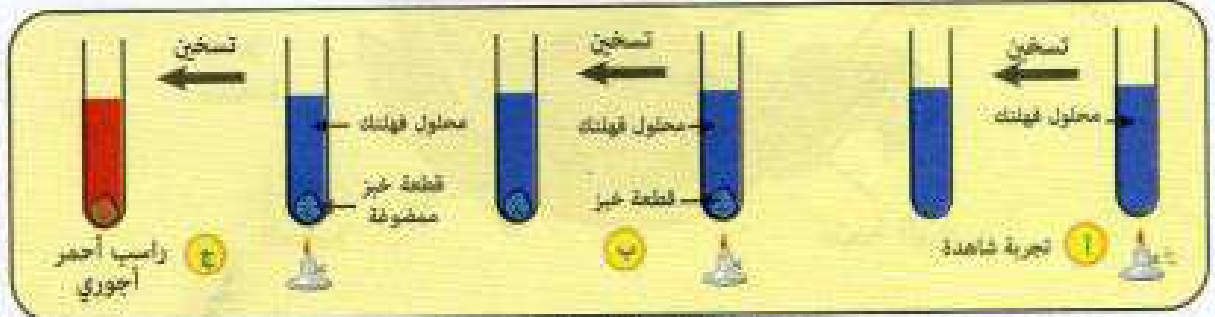 تسخين
محلول فهلنك
أ تجربة شاهدة
تسخين
محلول فهلنك
قطعة خبز
ب
تسخين
محلول فهلنك
قطعة خبز
ممضوغة
ج
راسب أحمر
أجوري